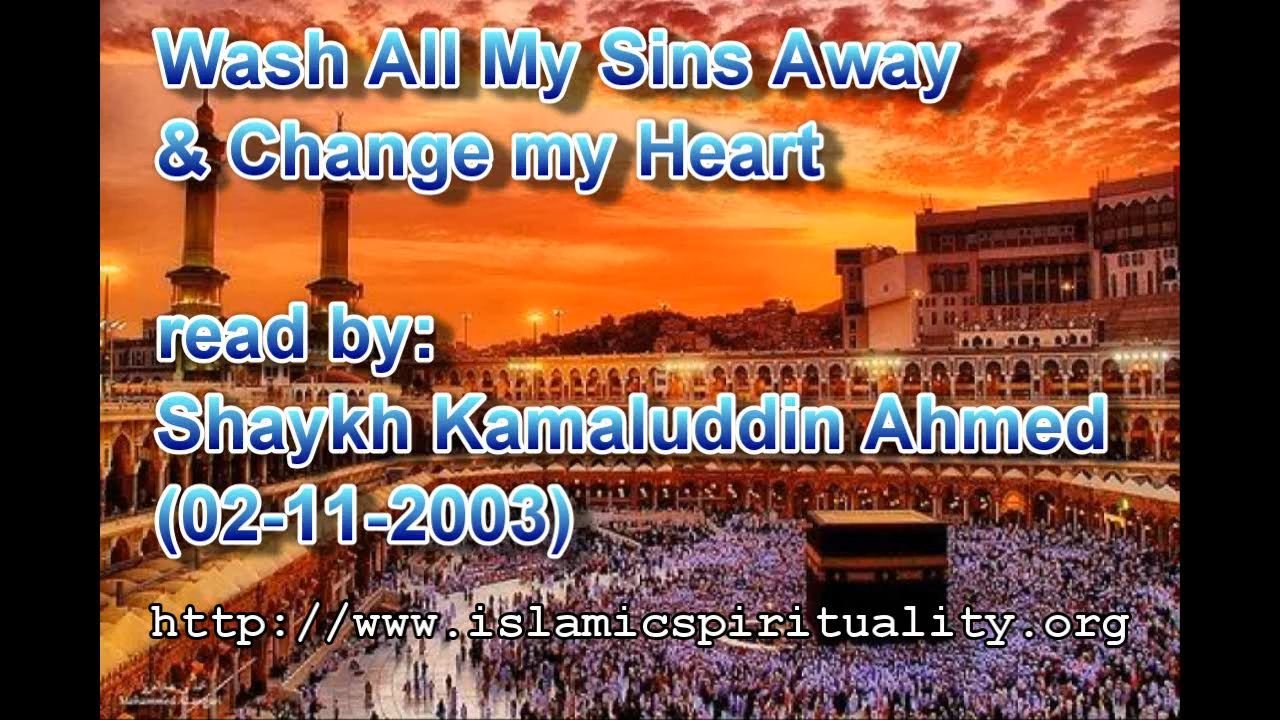 Wash All My Sins Away
& Change my Heart
read by:
Shaykh Kamaluddin Ahmed
(02-11-2003)
http://www.islamicspirituality.org